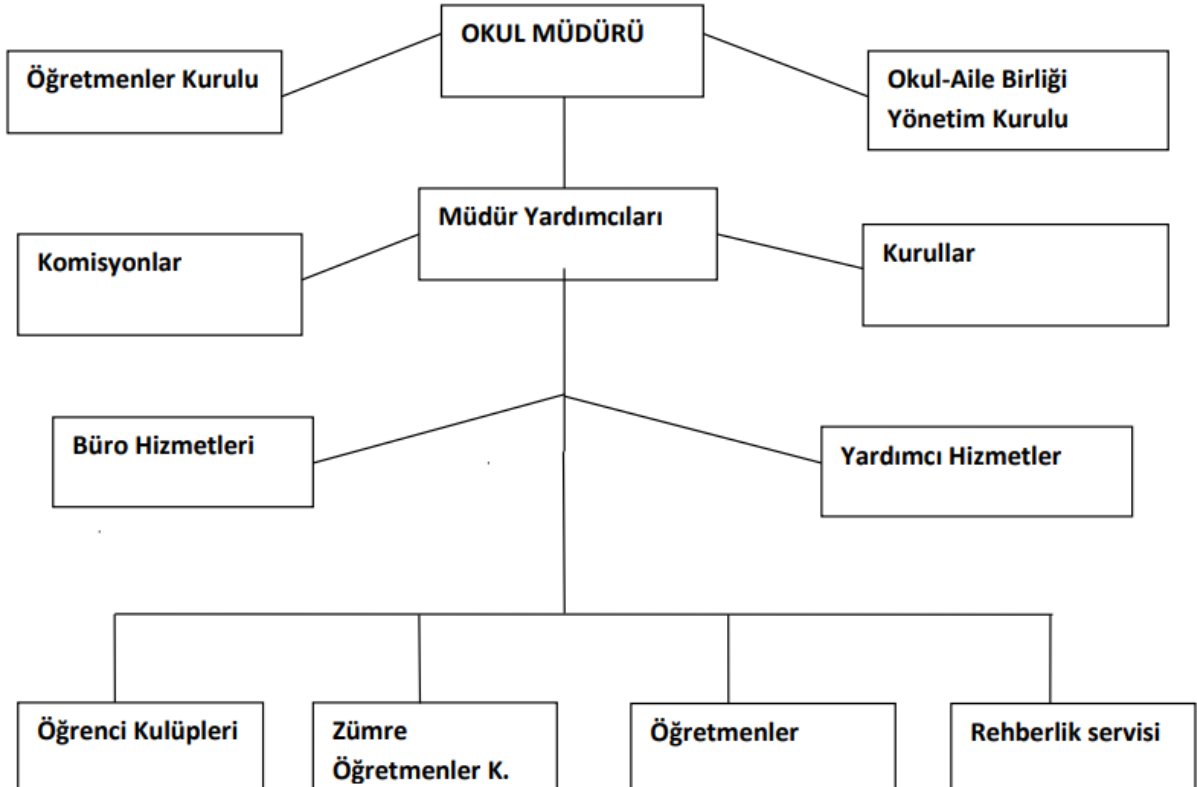 OKUL MÜDÜRÜ
Öğretmenler Kurulu
Okul-Aile Birliği
Yönetim Kurulu
Müdür Yardımcıları
Komisyonlar
Kurullar
Büro Hizmetleri
Yardımcı Hizmetler
Öğrenci Kulüpleri
Zümre
Öğretmenler K.
Öğretmenler
Rehberlik servisi